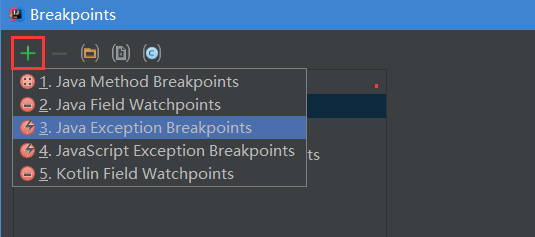 Breakpoints
1. Java Method Breakpoints
2. Java Field Watchpoints
3. Java Exception Breakpoints
4. JavaScript Exception Breakpoints
5. Kotlin Field Watchpoints